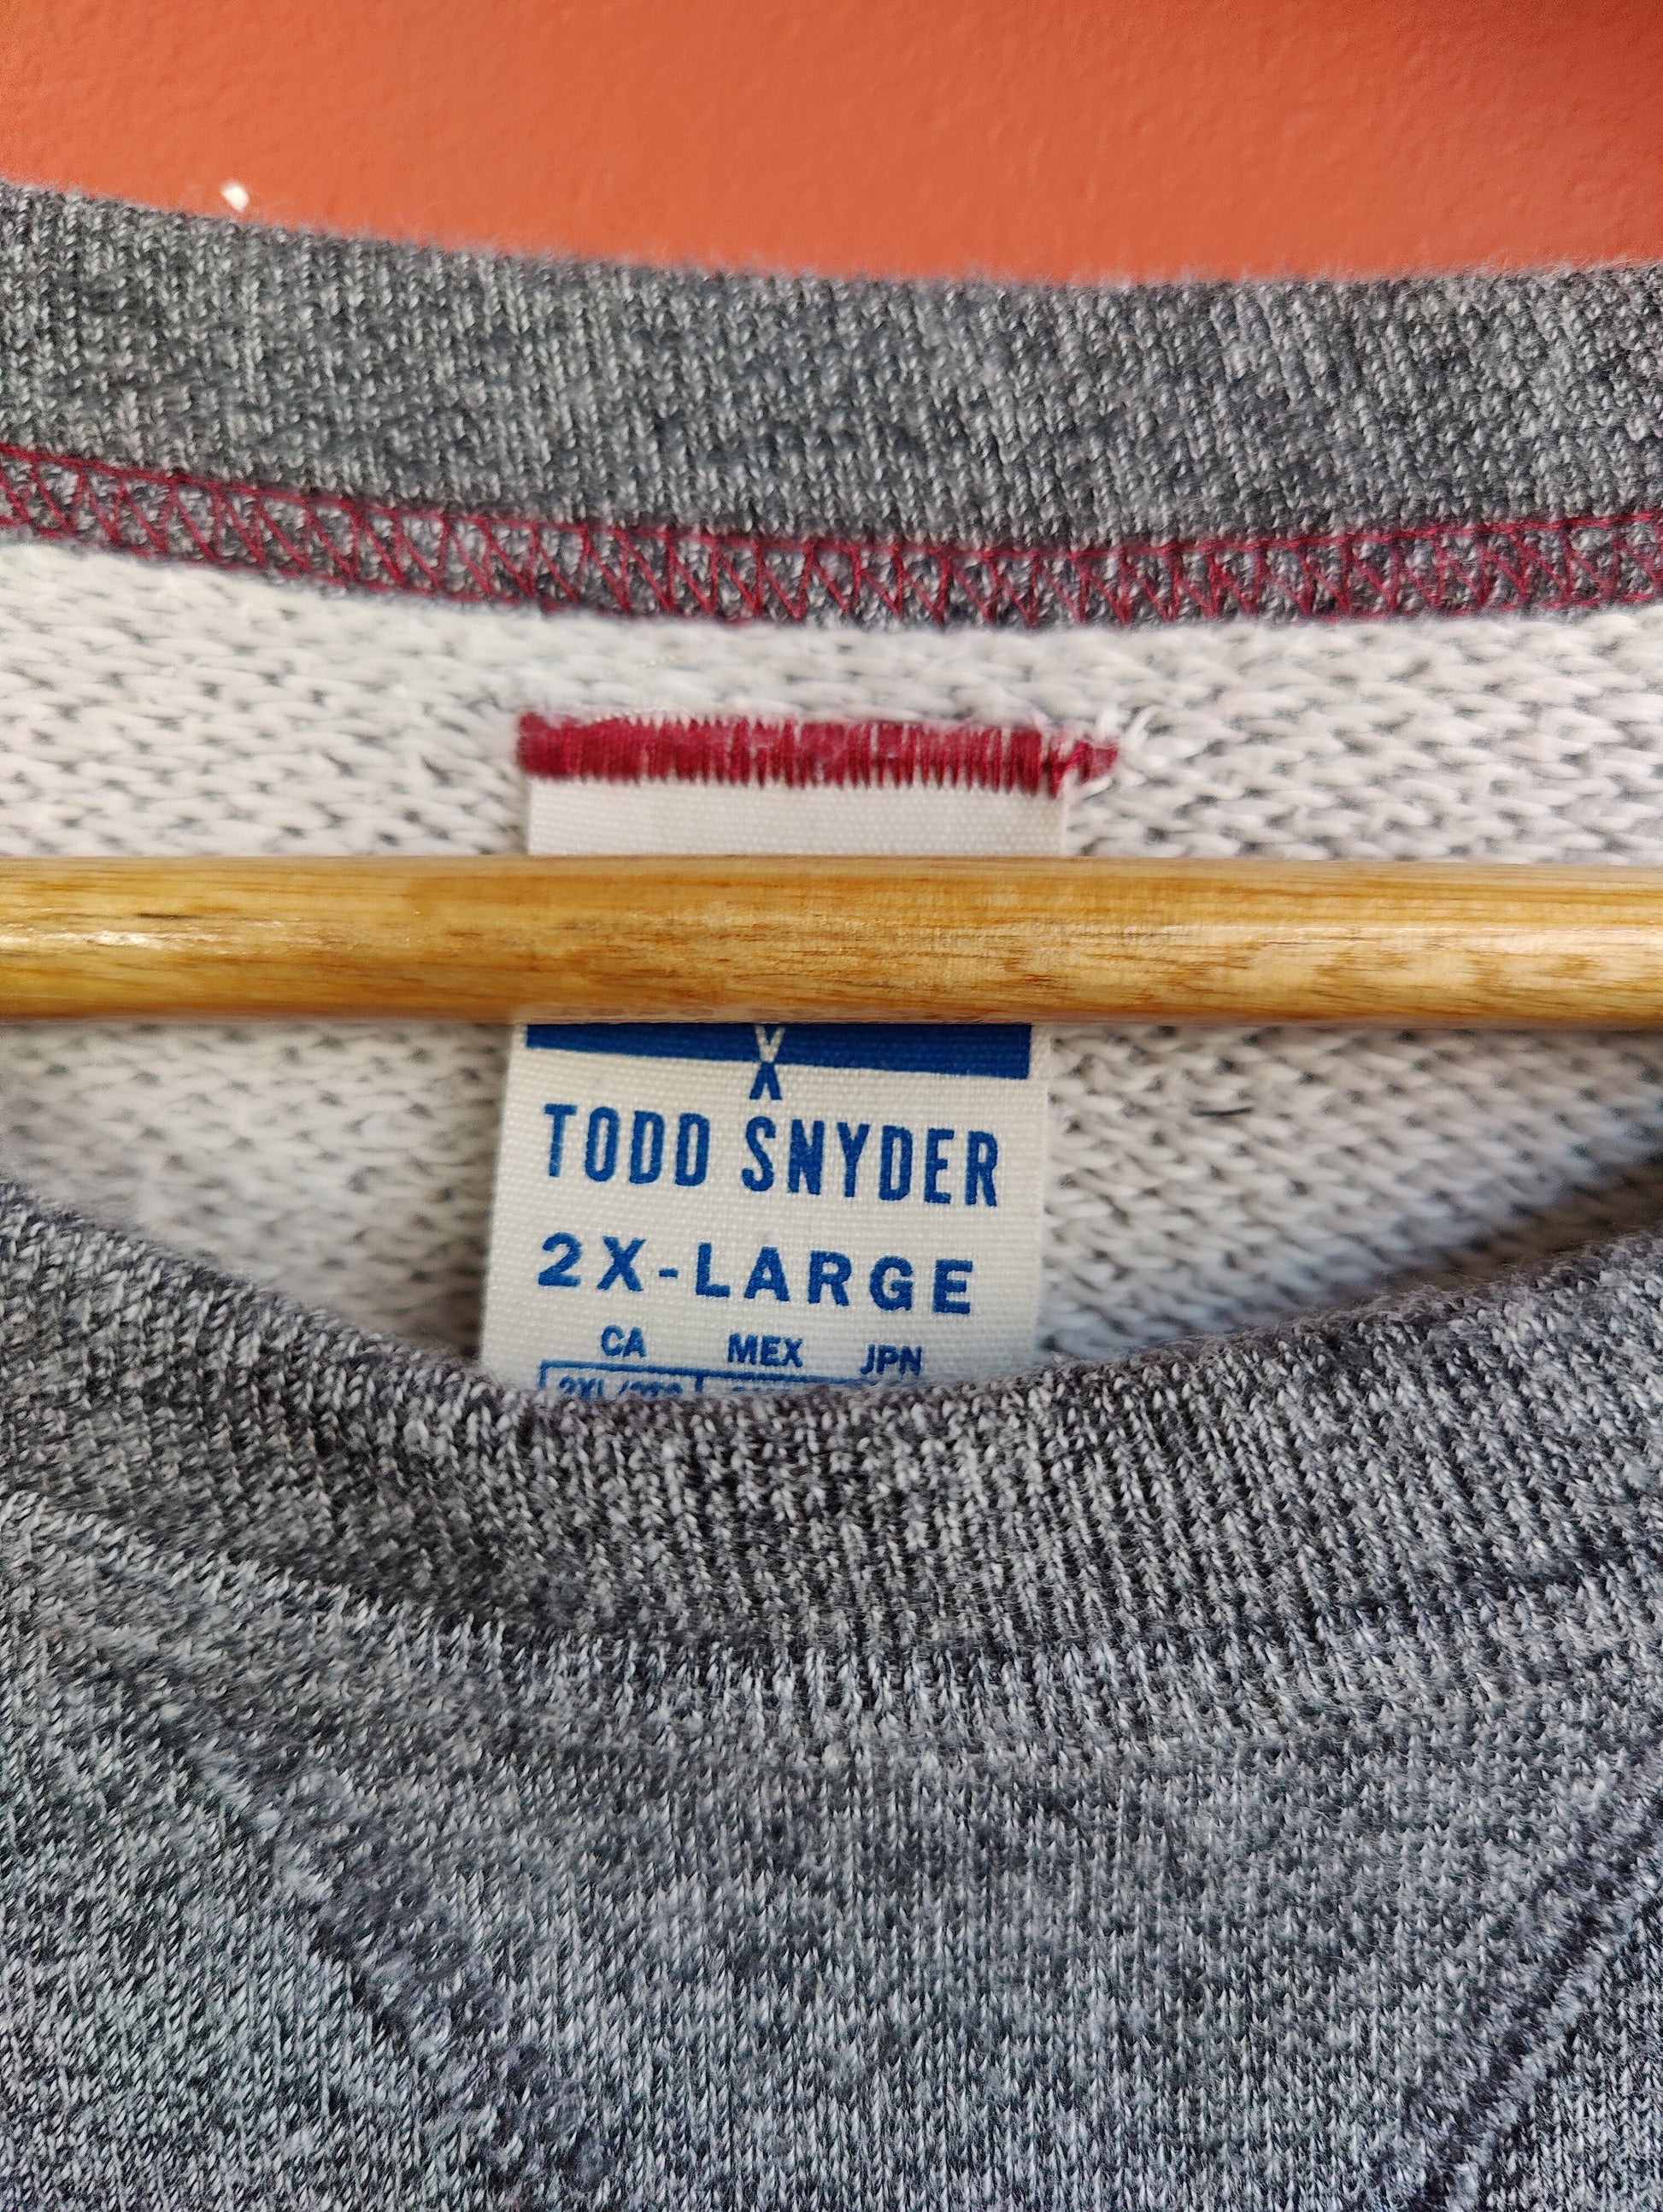 TODD SNYDER
2X-LARGE
CA MEX JPN